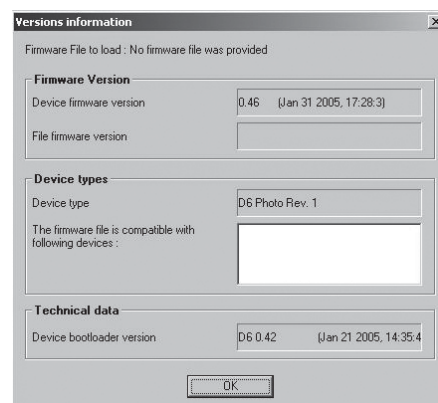 Versions information
Firmware File to load : No firmware file was provided
Firmware Version
Device firmware version 0.46 (Jan 31 2005, 17:28:3)
File firmware version
Device types
Device type D6 Photo Rev. 1
The firmware file is compatible with
following devices :
Technical data
Device bootloader version D6 0.42 (Jan 21 2005, 14:35:4
OK